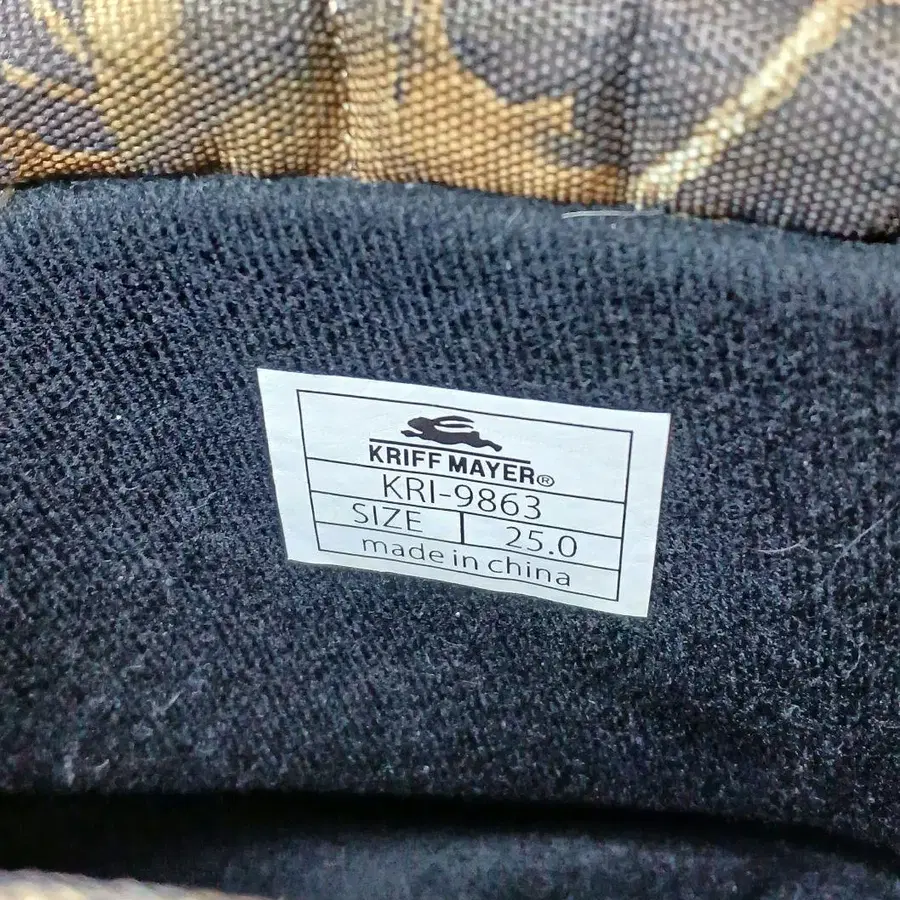 KRIFF MAYER®
KRI-9863
SIZE 25.0
made in china